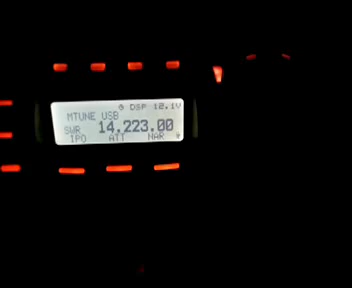 DSP 12.1V
MTUNE USB
SWR 14,223.00
IPO ATT NAR